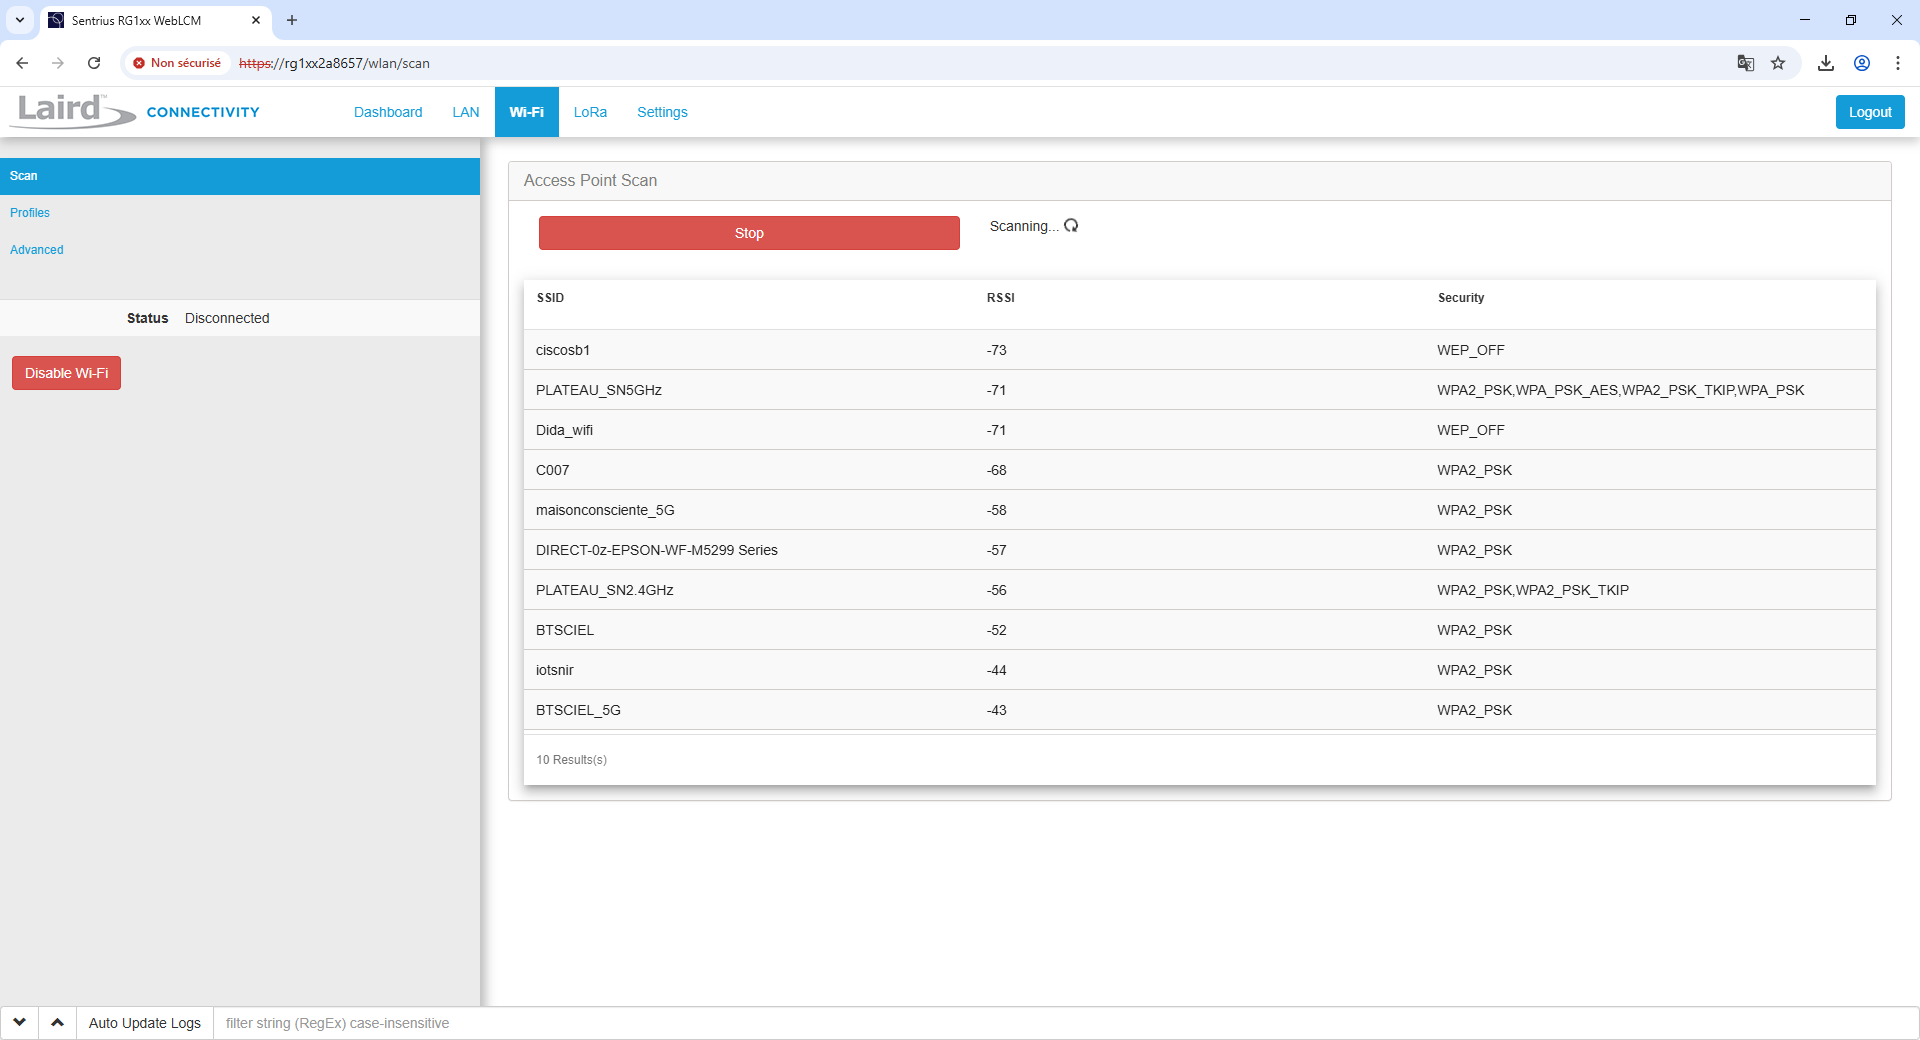 Sentrius RG1xx WebLCM
Non sécurisé https://rg1xx2a8657/wlan/scan
Laird™ CONNECTIVITY Dashboard LAN Wi-Fi LoRa Settings Logout
Scan
Profiles
Advanced
Status Disconnected
Disable Wi-Fi
Access Point Scan
Stop Scanning...
SSID RSSI Security
ciscosb1 -73 WEP_OFF
PLATEAU_SN5GHz -71 WPA2_PSK,WPA_PSK_AES,WPA2_PSK_TKIP,WPA_PSK
Dida_wifi -71 WEP_OFF
C007 -68 WPA2_PSK
maisonconsciente_5G -58 WPA2_PSK
DIRECT-0z-EPSON-WF-M5299 Series -57 WPA2_PSK
PLATEAU_SN2.4GHz -56 WPA2_PSK,WPA2_PSK_TKIP
BTSCIEL -52 WPA2_PSK
iotsnir -44 WPA2_PSK
BTSCIEL_5G -43 WPA2_PSK
10 Results(s)
Auto Update Logs filter string (RegEx) case-insensitive